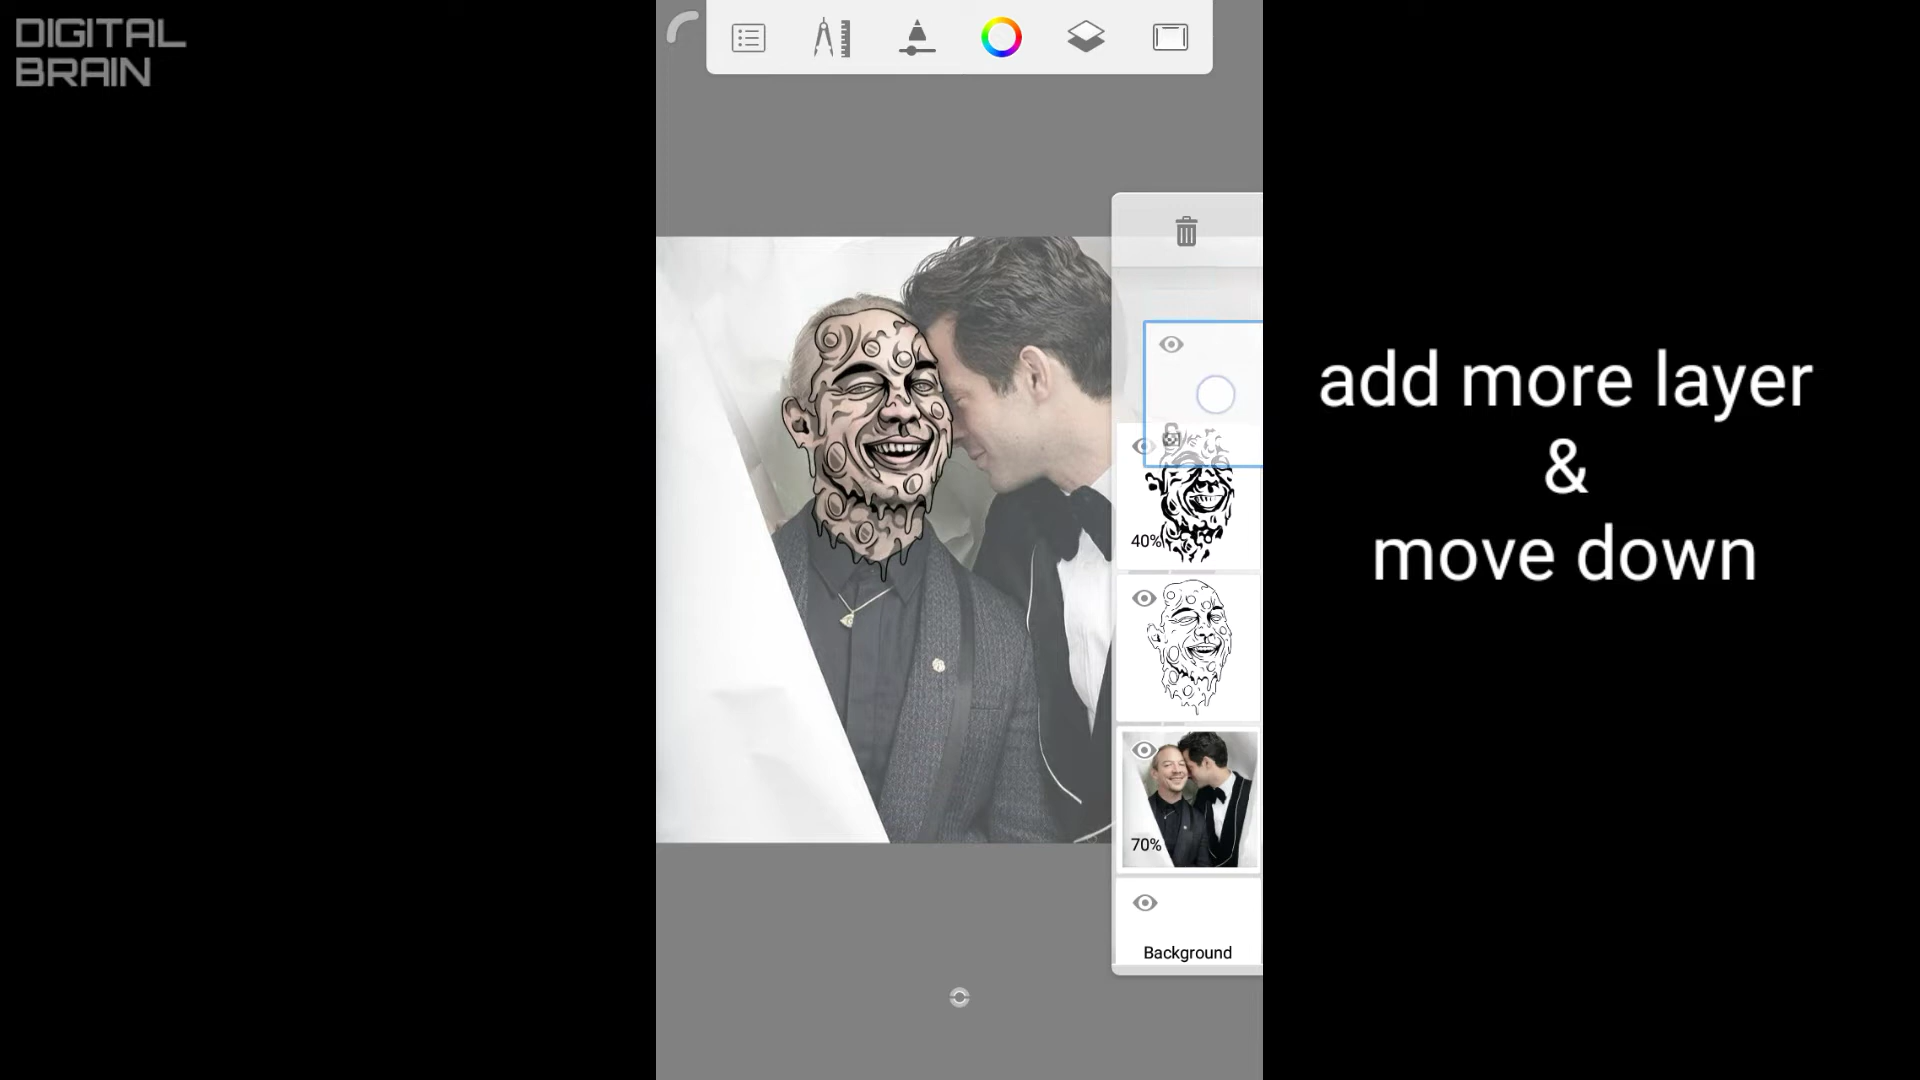 DIGITAL
BRAIN
add more layer
&
move down
40%
70%
Background